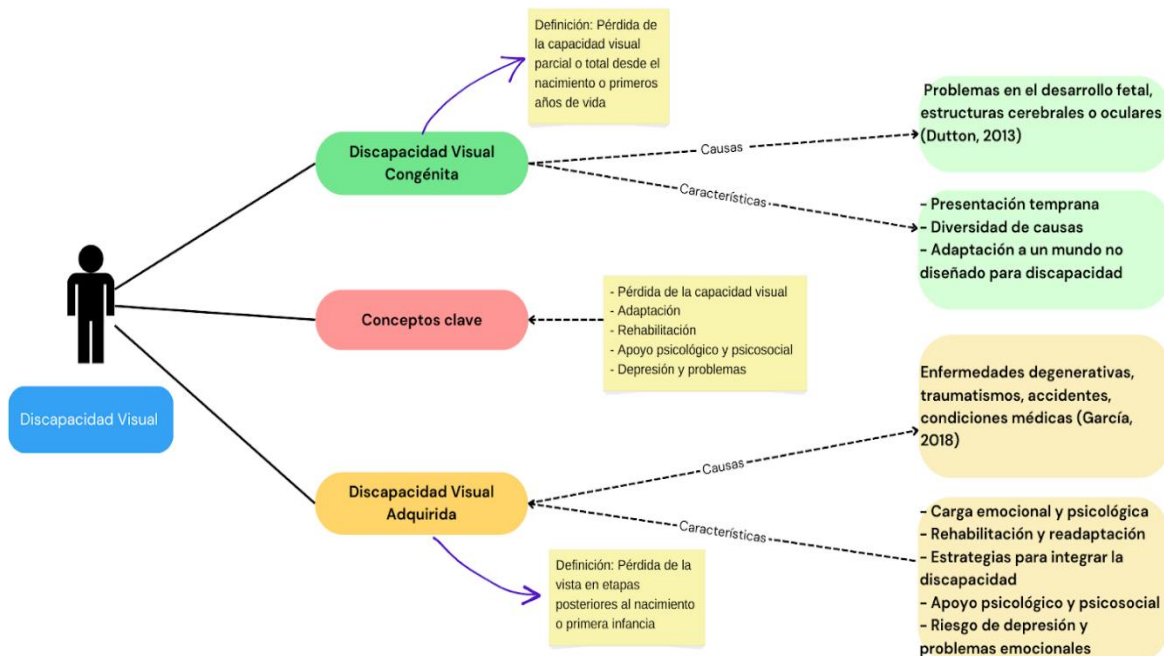 Definición: Pérdida de
la capacidad visual
parcial o total desde el
nacimiento o primeros
años de vida
Discapacidad Visual
Congénita
Causas
Problemas en el desarrollo fetal,
estructuras cerebrales o oculares
(Dutton, 2013)
Características
- Presentación temprana
- Diversidad de causas
- Adaptación a un mundo no
diseñado para discapacidad
Discapacidad Visual
Conceptos clave
- Pérdida de la capacidad visual
- Adaptación
- Rehabilitación
- Apoyo psicológico y psicosocial
- Depresión y problemas
Discapacidad Visual
Adquirida
Causas
Enfermedades degenerativas,
traumatismos, accidentes,
condiciones médicas (García,
2018)
Características
- Carga emocional y psicológica
- Rehabilitación y readaptación
- Estrategias para integrar la
discapacidad
- Apoyo psicológico y psicosocial
- Riesgo de depresión y
problemas emocionales
Definición: Pérdida de la
vista en etapas
posteriores al nacimiento
o primera infancia